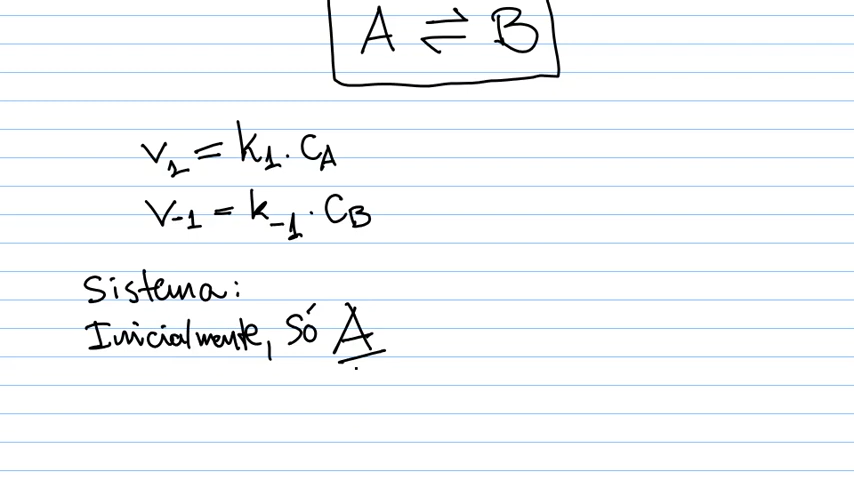 A ⇌ B
v₁ = k₁ · c_A
v₋₁ = k₋₁ · c_B
Sistema:
Inicialmente, só A